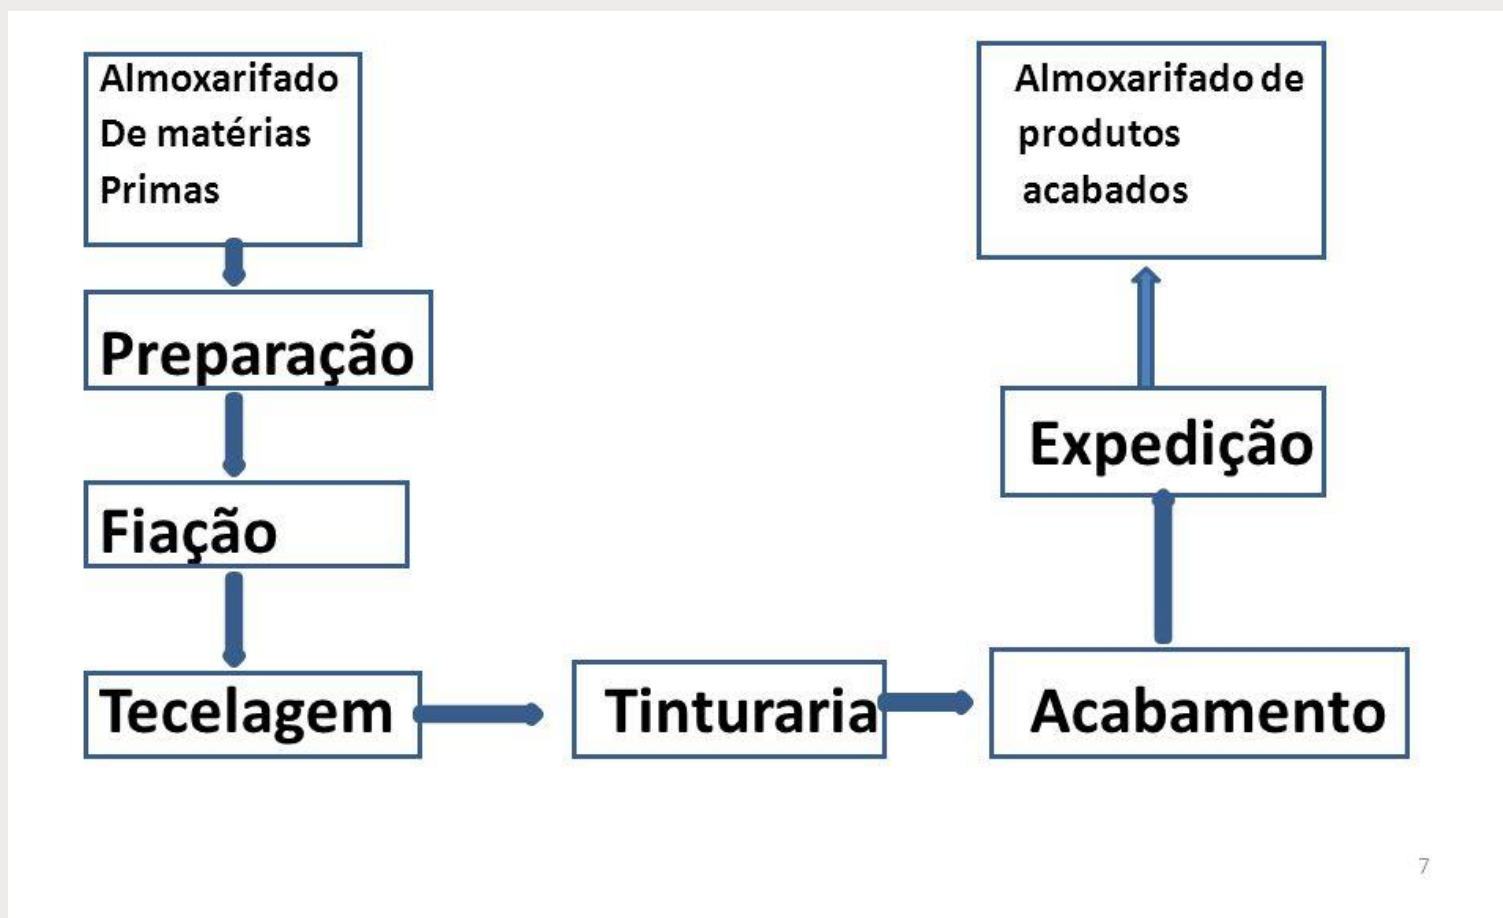 Almoxarifado
De matérias
Primas
Preparação
Fiação
Tecelagem
Tinturaria
Acabamento
Expedição
Almoxarifado de
produtos
acabados
7